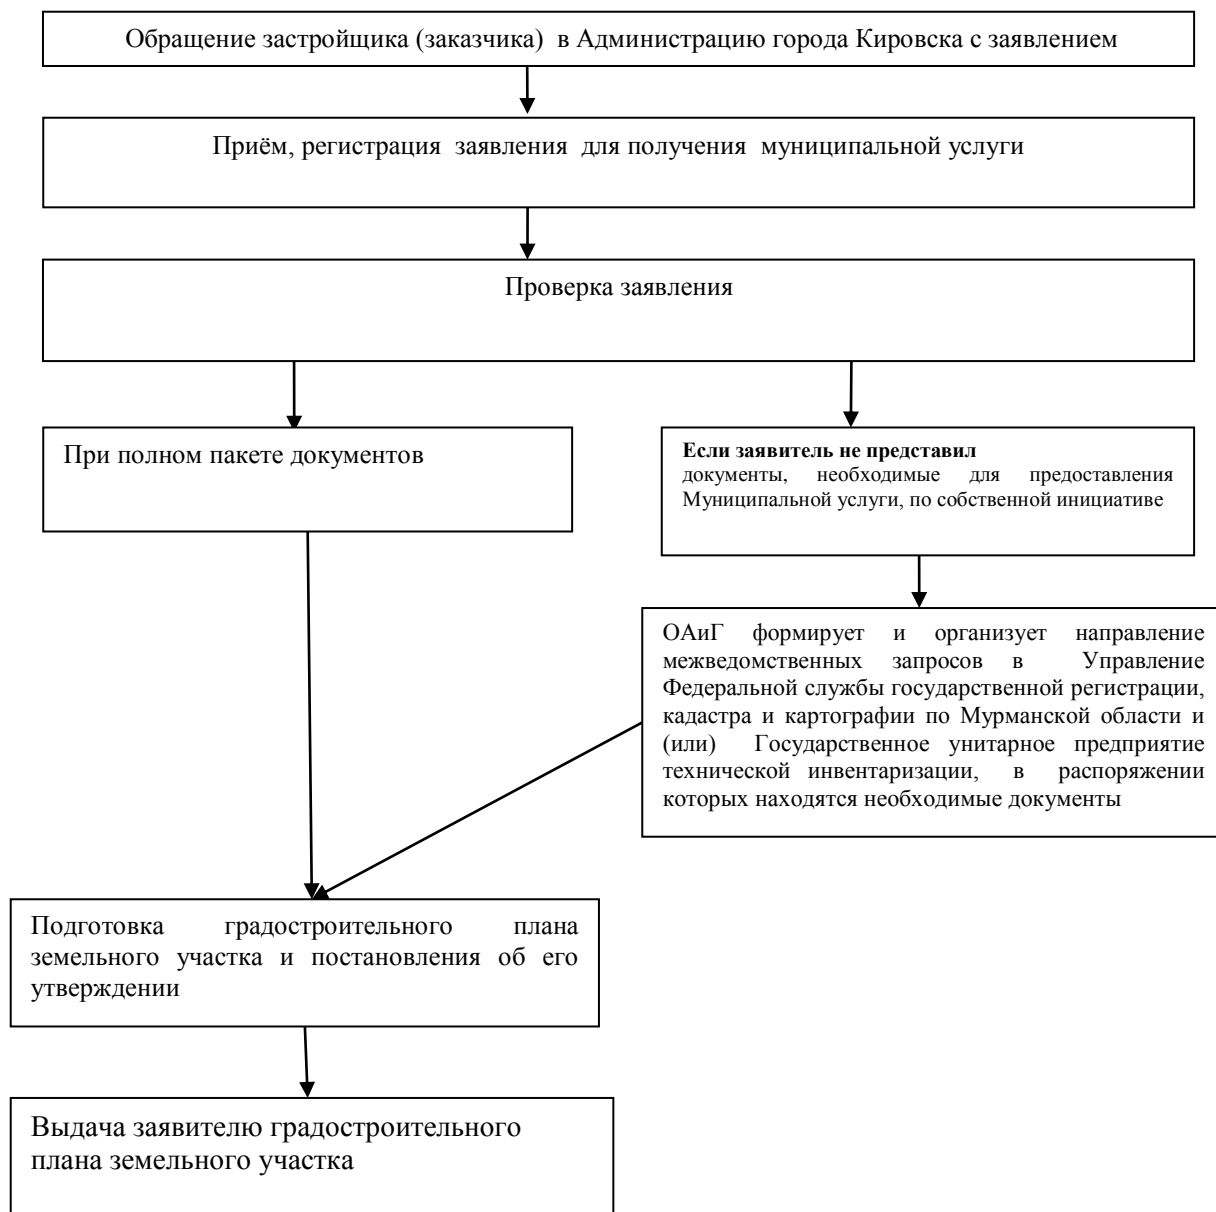 Обращение застройщика (заказчика) в Администрацию города Кировска с заявлением
Приём, регистрация заявления для получения муниципальной услуги
Проверка заявления
При полном пакете документов
Если заявитель не представил
документы, необходимые для предоставления
Муниципальной услуги, по собственной инициативе
ОАиГ формирует и организует направление
межведомственных запросов в Управление
Федеральной службы государственной регистрации,
кадастра и картографии по Мурманской области и
(или) Государственное унитарное предприятие
технической инвентаризации, в распоряжении
которых находятся необходимые документы
Подготовка градостроительного плана
земельного участка и постановления об его
утверждении
Выдача заявителю градостроительного
плана земельного участка